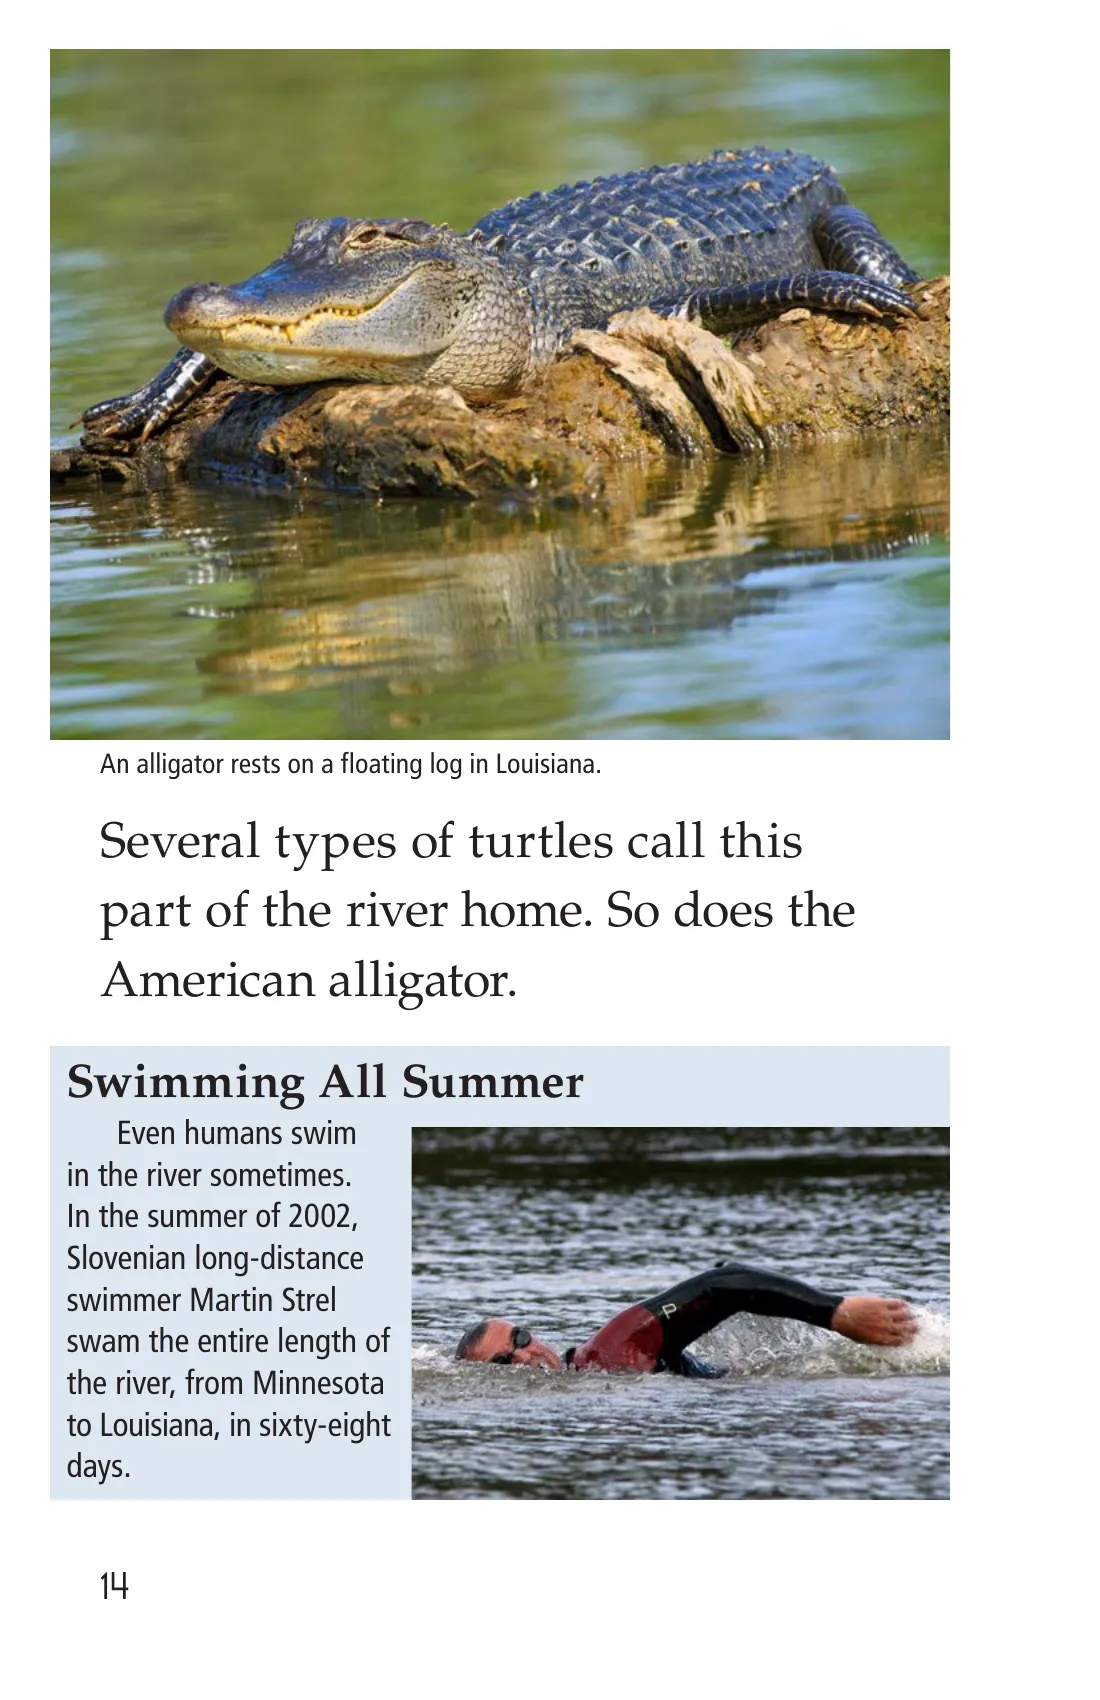 An alligator rests on a floating log in Louisiana.
Several types of turtles call this
part of the river home. So does the
American alligator.
Swimming All Summer
Even humans swim
in the river sometimes.
In the summer of 2002,
Slovenian long-distance
swimmer Martin Strel
swam the entire length of
the river, from Minnesota
to Louisiana, in sixty-eight
days.
P
14